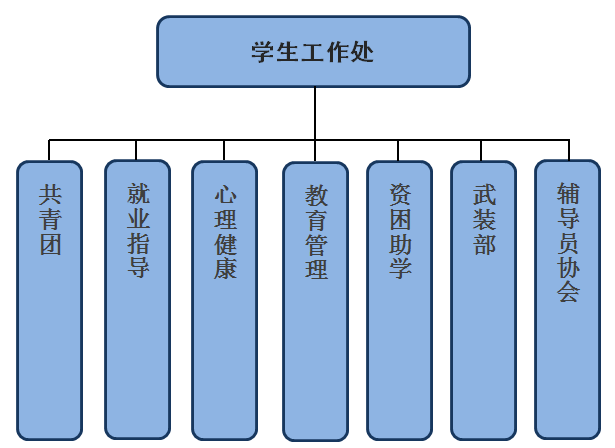 学生工作处
共青团
就业指导
心理健康
教育管理
资困助学
武装部
辅导员协会